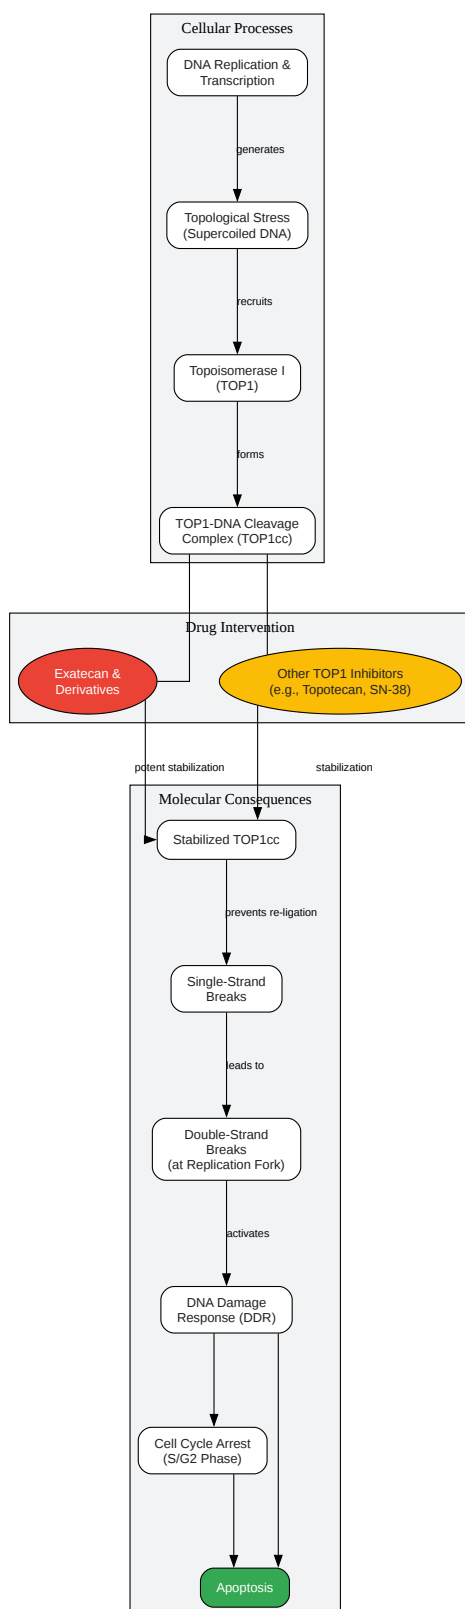 Cellular Processes
DNA Replication &
Transcription
generates
Topological Stress
(Supercoiled DNA)
recruits
Topoisomerase I
(TOP1)
forms
TOP1-DNA Cleavage
Complex (TOP1cc)
Drug Intervention
Exatecan &
Derivatives
Other TOP1 Inhibitors
(e.g., Topotecan, SN-38)
potent stabilization
stabilization
Molecular Consequences
Stabilized TOP1cc
prevents re-ligation
Single-Strand
Breaks
leads to
Double-Strand
Breaks
(at Replication Fork)
activates
DNA Damage
Response (DDR)
Cell Cycle Arrest
(S/G2 Phase)
Apoptosis